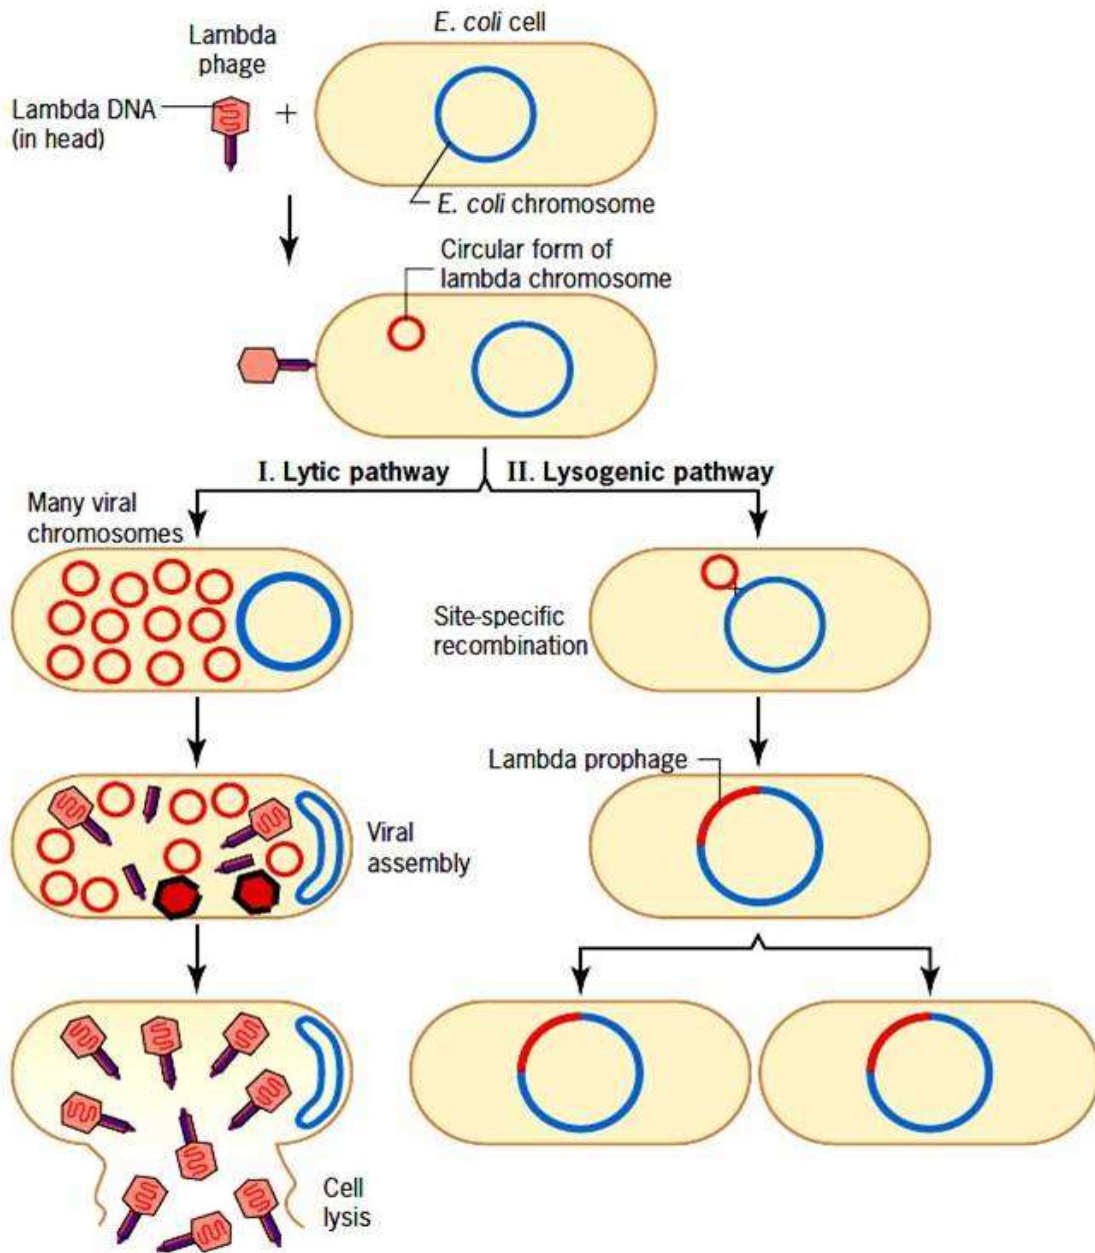 E. coli cell
Lambda
phage
Lambda DNA
(in head)
+
E. coli chromosome
Circular form of
lambda chromosome
I. Lytic pathway
II. Lysogenic pathway
Many viral
chromosomes
Site-specific
recombination
Lambda prophage
Viral
assembly
Cell
lysis